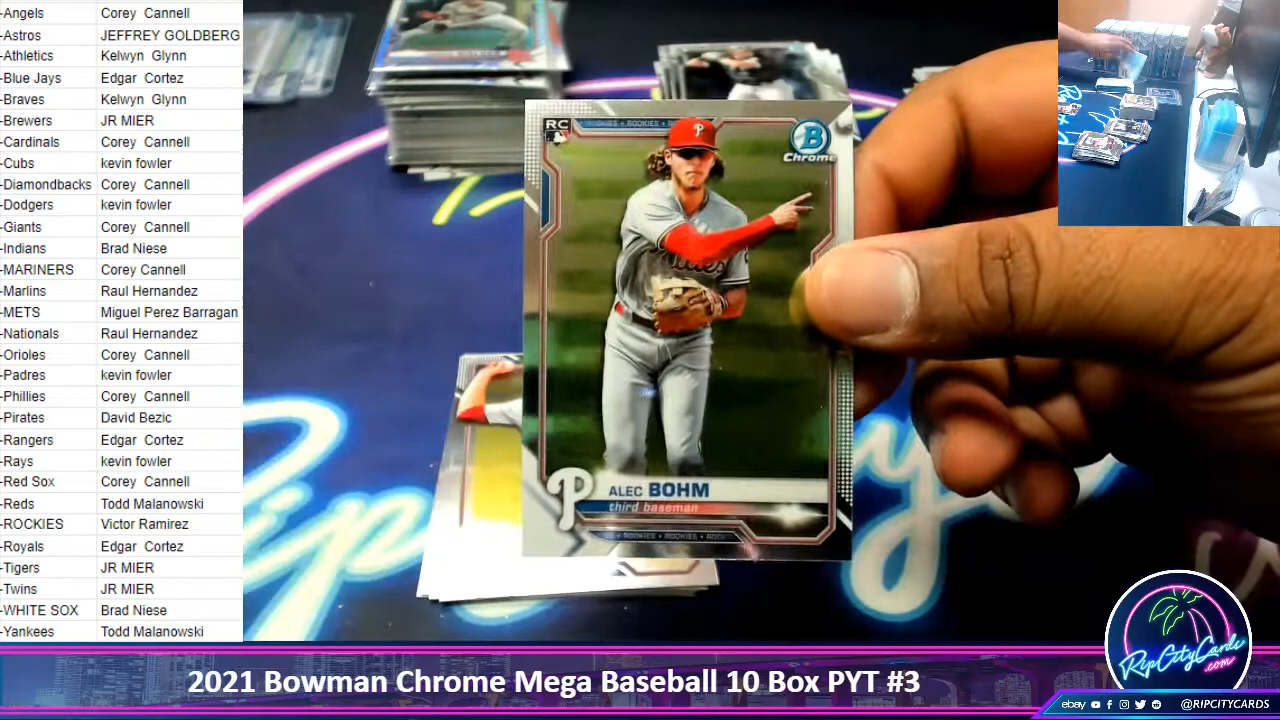 -Angels Corey Cannell
-Astros JEFFREY GOLDBERG
-Athletics Kelwyn Glynn
-Blue Jays Edgar Cortez
-Braves Kelwyn Glynn
-Brewers JR MIER
-Cardinals Corey Cannell
-Cubs kevin fowler
-Diamondbacks Corey Cannell
-Dodgers kevin fowler
-Giants Corey Cannell
-Indians Brad Niese
-MARINERS Corey Cannell
-Marlins Raul Hernandez
-METS Miguel Perez Barragan
-Nationals Raul Hernandez
-Orioles Corey Cannell
-Padres kevin fowler
-Phillies Corey Cannell
-Pirates David Bezic
-Rangers Edgar Cortez
-Rays kevin fowler
-Red Sox Corey Cannell
-Reds Todd Malanowski
-ROCKIES Victor Ramirez
-Royals Edgar Cortez
-Tigers JR MIER
-Twins JR MIER
-WHITE SOX Brad Niese
-Yankees Todd Malanowski
RC
ROOKIES
P
B
Chrome
Phillies
P
ALEC BOHM
third baseman
ROOKIES • ROOKIES
RipCityCards
.com
2021 Bowman Chrome Mega Baseball 10 Box PYT #3
ebay @RIPCITYCARDS